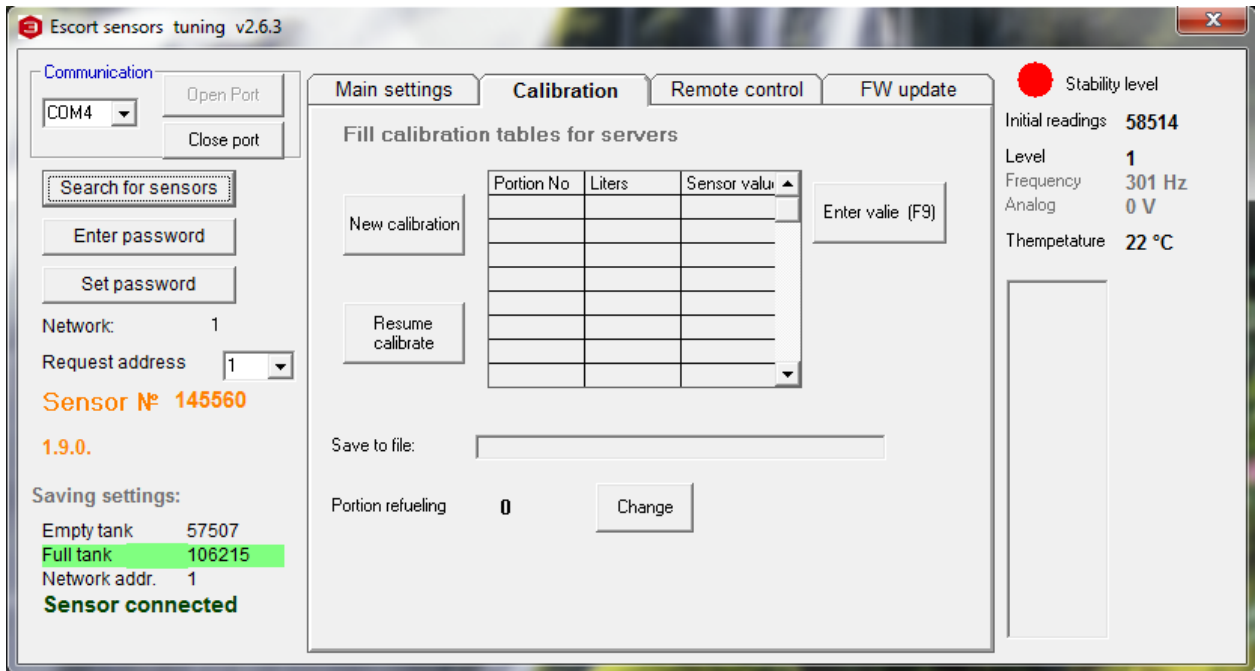 Escort sensors tuning v2.6.3
Communication
COM4
Open Port
Close port
Search for sensors
Enter password
Set password
Network: 1
Request address 1
Sensor № 145560
1.9.0.
Saving settings:
Empty tank 57507
Full tank 106215
Network addr. 1
Sensor connected
Main settings Calibration Remote control FW update
Fill calibration tables for servers
New calibration
Resume calibrate
Portion No Liters Sensor valu
Enter valie (F9)
Save to file:
Portion refueling 0 Change
Stability level
Initial readings 58514
Level 1
Frequency 301 Hz
Analog 0 V
Thempetature 22 °C